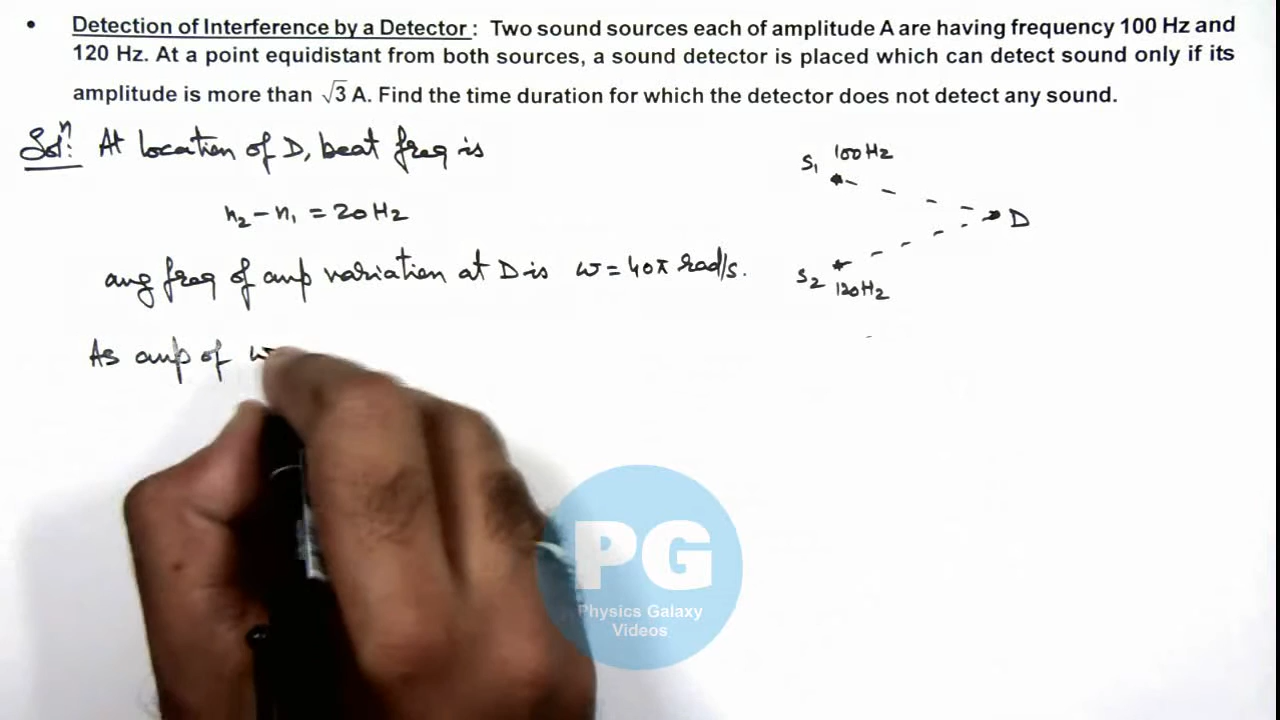 • Detection of Interference by a Detector : Two sound sources each of amplitude A are having frequency 100 Hz and
120 Hz. At a point equidistant from both sources, a sound detector is placed which can detect sound only if its
amplitude is more than √3 A. Find the time duration for which the detector does not detect any sound.
Solⁿ: At location of D, beat freq is
n₂ - n₁ = 20 Hz
ang freq of amp variation at D is ω = 40π rad/s.
As amp of w
S₁ 100 Hz
D
S₂ 120 Hz
PG
Physics Galaxy
Videos